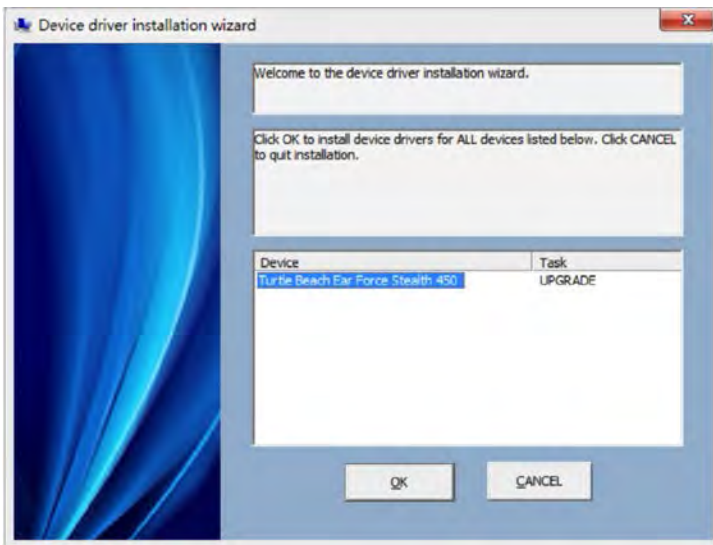 Device driver installation wizard
Welcome to the device driver installation wizard.
Click OK to install device drivers for ALL devices listed below. Click CANCEL
to quit installation.
Device Task
Turtle Beach Ear Force Stealth 450 UPGRADE
OK CANCEL